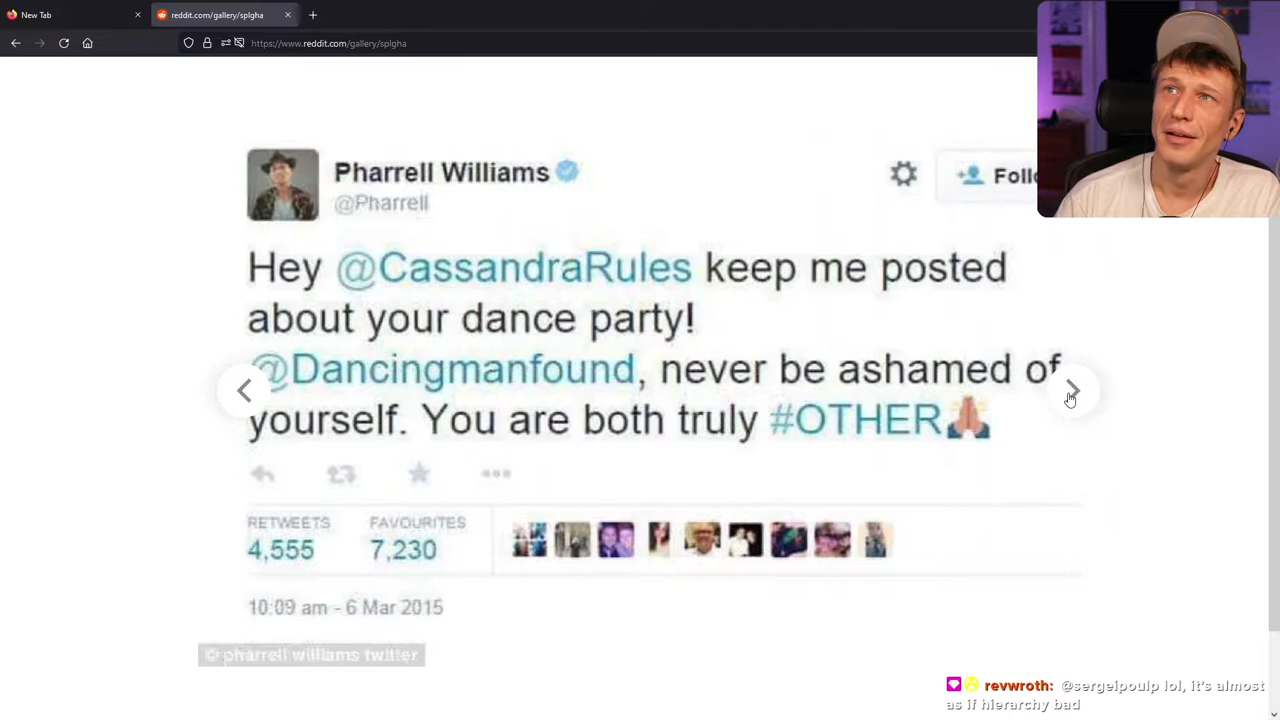 New Tab
reddit.com/gallery/splgha
https://www.reddit.com/gallery/splgha
Pharrell Williams
@Pharrell
Foll
Hey @CassandraRules keep me posted
about your dance party!
@Dancingmanfound, never be ashamed of
yourself. You are both truly #OTHER🙏
RETWEETS FAVOURITES
4,555 7,230
10:09 am - 6 Mar 2015
© pharrell williams twitter
revwroth: @sergeipoulp lol, it's almost
as if hierarchy bad